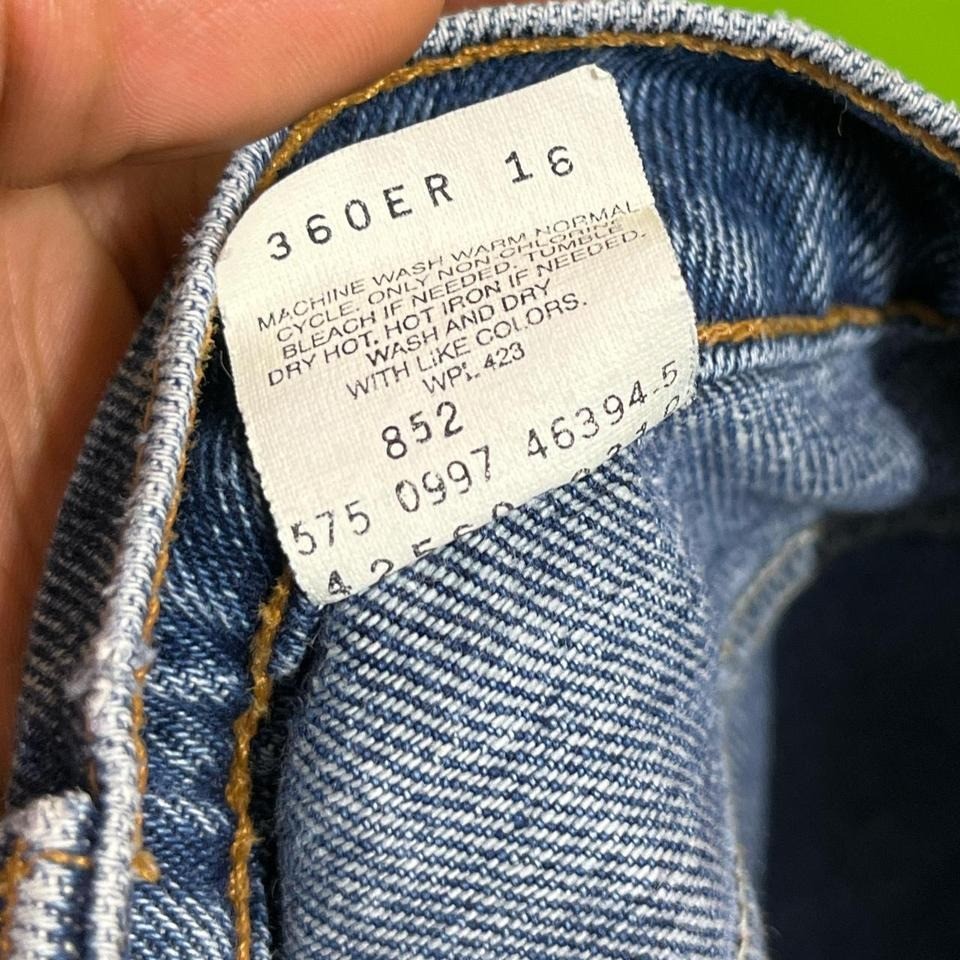 360ER 16
MACHINE WASH WARM NORMAL
CYCLE. ONLY NON-CHLORINE
BLEACH IF NEEDED. TUMBLE
DRY HOT. HOT IRON IF NEEDED.
WASH AND DRY
WITH LIKE COLORS.
WPL 423
852
575 0997 46394-5